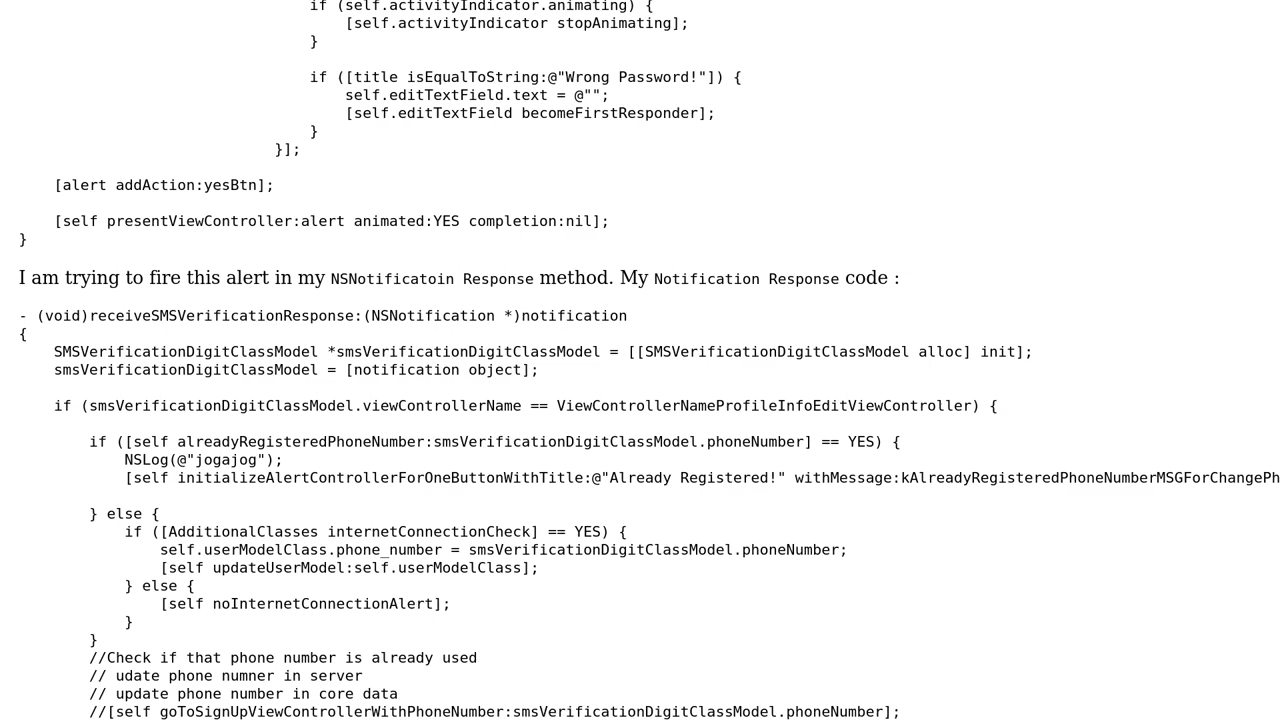 if (self.activityIndicator.animating) {
[self.activityIndicator stopAnimating];
}
if ([title isEqualToString:@"Wrong Password!"]) {
self.editTextField.text = @"";
[self.editTextField becomeFirstResponder];
}
}];
[alert addAction:yesBtn];
[self presentViewController:alert animated:YES completion:nil];
}
I am trying to fire this alert in my NSNotificatoin Response method. My Notification Response code :
- (void)receiveSMSVerificationResponse:(NSNotification *)notification
{
SMSVerificationDigitClassModel *smsVerificationDigitClassModel = [[SMSVerificationDigitClassModel alloc] init];
smsVerificationDigitClassModel = [notification object];
if (smsVerificationDigitClassModel.viewControllerName == ViewControllerNameProfileInfoEditViewController) {
if ([self alreadyRegisteredPhoneNumber:smsVerificationDigitClassModel.phoneNumber] == YES) {
NSLog(@"jogajog");
[self initializeAlertControllerForOneButtonWithTitle:@"Already Registered!" withMessage:kAlreadyRegisteredPhoneNumberMSGForChangePh
} else {
if ([AdditionalClasses internetConnectionCheck] == YES) {
self.userModelClass.phone_number = smsVerificationDigitClassModel.phoneNumber;
[self updateUserModel:self.userModelClass];
} else {
[self noInternetConnectionAlert];
}
}
//Check if that phone number is already used
// udate phone numner in server
// update phone number in core data
//[self goToSignUpViewControllerWithPhoneNumber:smsVerificationDigitClassModel.phoneNumber];